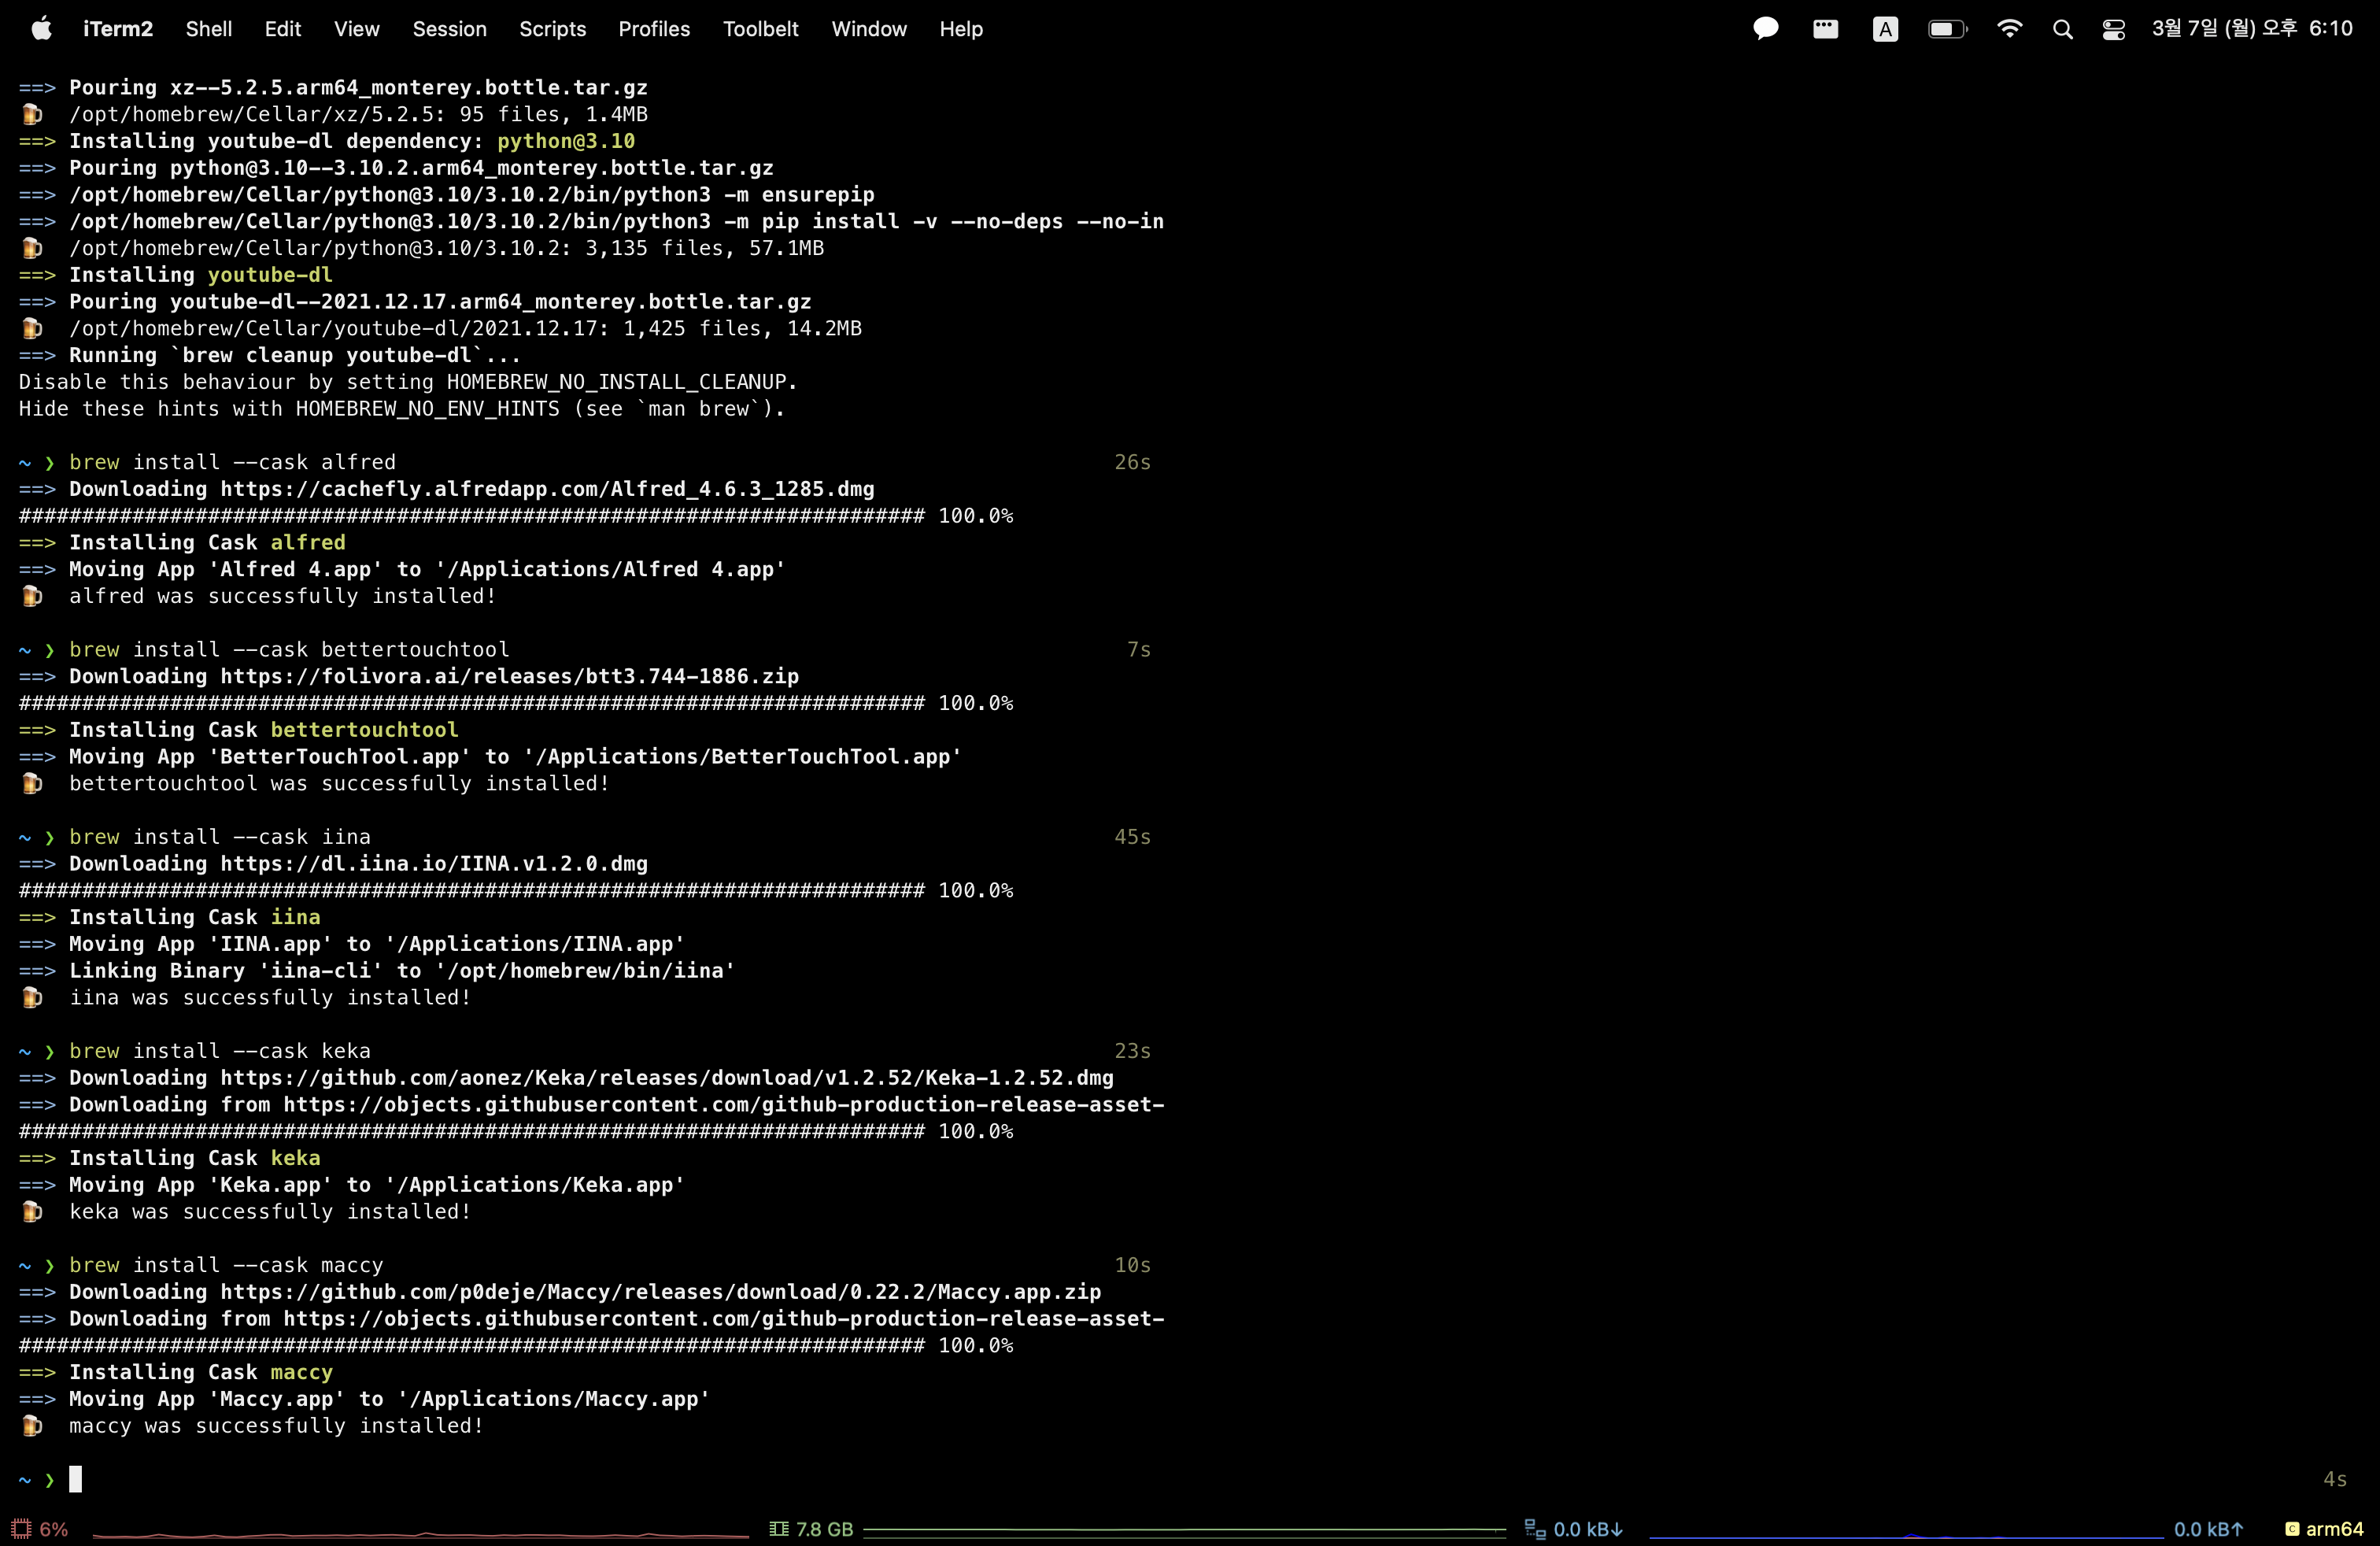 iTerm2 Shell Edit View Session Scripts Profiles Toolbelt Window Help A 3월 7일 (월) 오후 6:10
==> Pouring xz--5.2.5.arm64_monterey.bottle.tar.gz
🍺 /opt/homebrew/Cellar/xz/5.2.5: 95 files, 1.4MB
==> Installing youtube-dl dependency: python@3.10
==> Pouring python@3.10--3.10.2.arm64_monterey.bottle.tar.gz
==> /opt/homebrew/Cellar/python@3.10/3.10.2/bin/python3 -m ensurepip
==> /opt/homebrew/Cellar/python@3.10/3.10.2/bin/python3 -m pip install -v --no-deps --no-in
🍺 /opt/homebrew/Cellar/python@3.10/3.10.2: 3,135 files, 57.1MB
==> Installing youtube-dl
==> Pouring youtube-dl--2021.12.17.arm64_monterey.bottle.tar.gz
🍺 /opt/homebrew/Cellar/youtube-dl/2021.12.17: 1,425 files, 14.2MB
==> Running `brew cleanup youtube-dl`...
Disable this behaviour by setting HOMEBREW_NO_INSTALL_CLEANUP.
Hide these hints with HOMEBREW_NO_ENV_HINTS (see `man brew`).
~ ❯ brew install --cask alfred 26s
==> Downloading https://cachefly.alfredapp.com/Alfred_4.6.3_1285.dmg
######################################################################## 100.0%
==> Installing Cask alfred
==> Moving App 'Alfred 4.app' to '/Applications/Alfred 4.app'
🍺 alfred was successfully installed!
~ ❯ brew install --cask bettertouchtool 7s
==> Downloading https://folivora.ai/releases/btt3.744-1886.zip
######################################################################## 100.0%
==> Installing Cask bettertouchtool
==> Moving App 'BetterTouchTool.app' to '/Applications/BetterTouchTool.app'
🍺 bettertouchtool was successfully installed!
~ ❯ brew install --cask iina 45s
==> Downloading https://dl.iina.io/IINA.v1.2.0.dmg
######################################################################## 100.0%
==> Installing Cask iina
==> Moving App 'IINA.app' to '/Applications/IINA.app'
==> Linking Binary 'iina-cli' to '/opt/homebrew/bin/iina'
🍺 iina was successfully installed!
~ ❯ brew install --cask keka 23s
==> Downloading https://github.com/aonez/Keka/releases/download/v1.2.52/Keka-1.2.52.dmg
==> Downloading from https://objects.githubusercontent.com/github-production-release-asset-
######################################################################## 100.0%
==> Installing Cask keka
==> Moving App 'Keka.app' to '/Applications/Keka.app'
🍺 keka was successfully installed!
~ ❯ brew install --cask maccy 10s
==> Downloading https://github.com/p0deje/Maccy/releases/download/0.22.2/Maccy.app.zip
==> Downloading from https://objects.githubusercontent.com/github-production-release-asset-
######################################################################## 100.0%
==> Installing Cask maccy
==> Moving App 'Maccy.app' to '/Applications/Maccy.app'
🍺 maccy was successfully installed!
~ ❯ 4s
6% 7.8 GB 0.0 kB↓ 0.0 kB↑ arm64